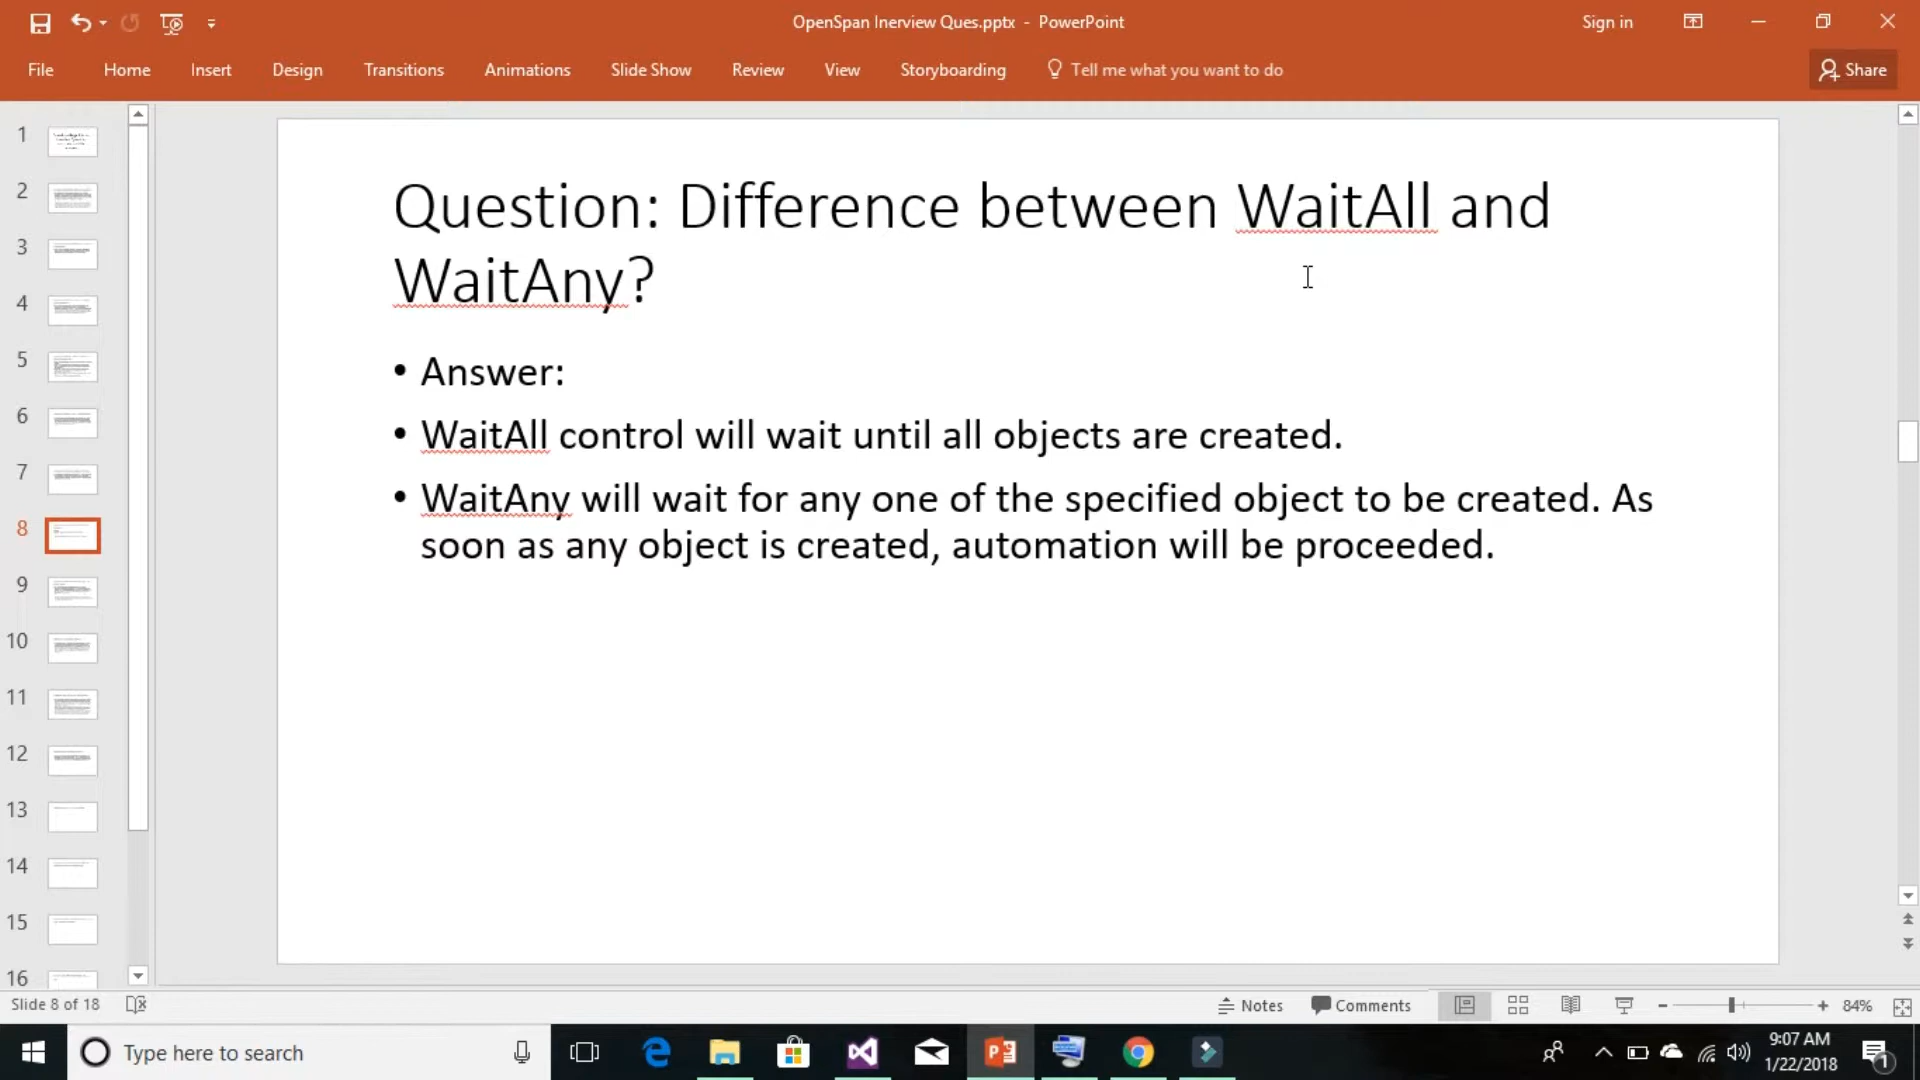 OpenSpan Inerview Ques.pptx - PowerPoint
Sign in
File Home Insert Design Transitions Animations Slide Show Review View Storyboarding Tell me what you want to do Share
1
2
3
4
5
6
7
8
9
10
11
12
13
14
15
16
Question: Difference between WaitAll and
WaitAny?
• Answer:
• WaitAll control will wait until all objects are created.
• WaitAny will wait for any one of the specified object to be created. As
soon as any object is created, automation will be proceeded.
Slide 8 of 18 Notes Comments 84%
Type here to search
9:07 AM
1/22/2018
1